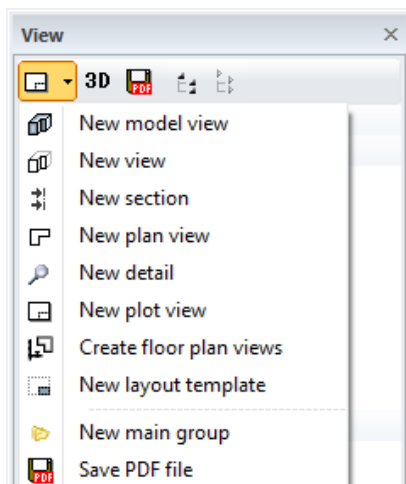 View
3D PDF
New model view
New view
New section
New plan view
New detail
New plot view
Create floor plan views
New layout template
New main group
PDF Save PDF file